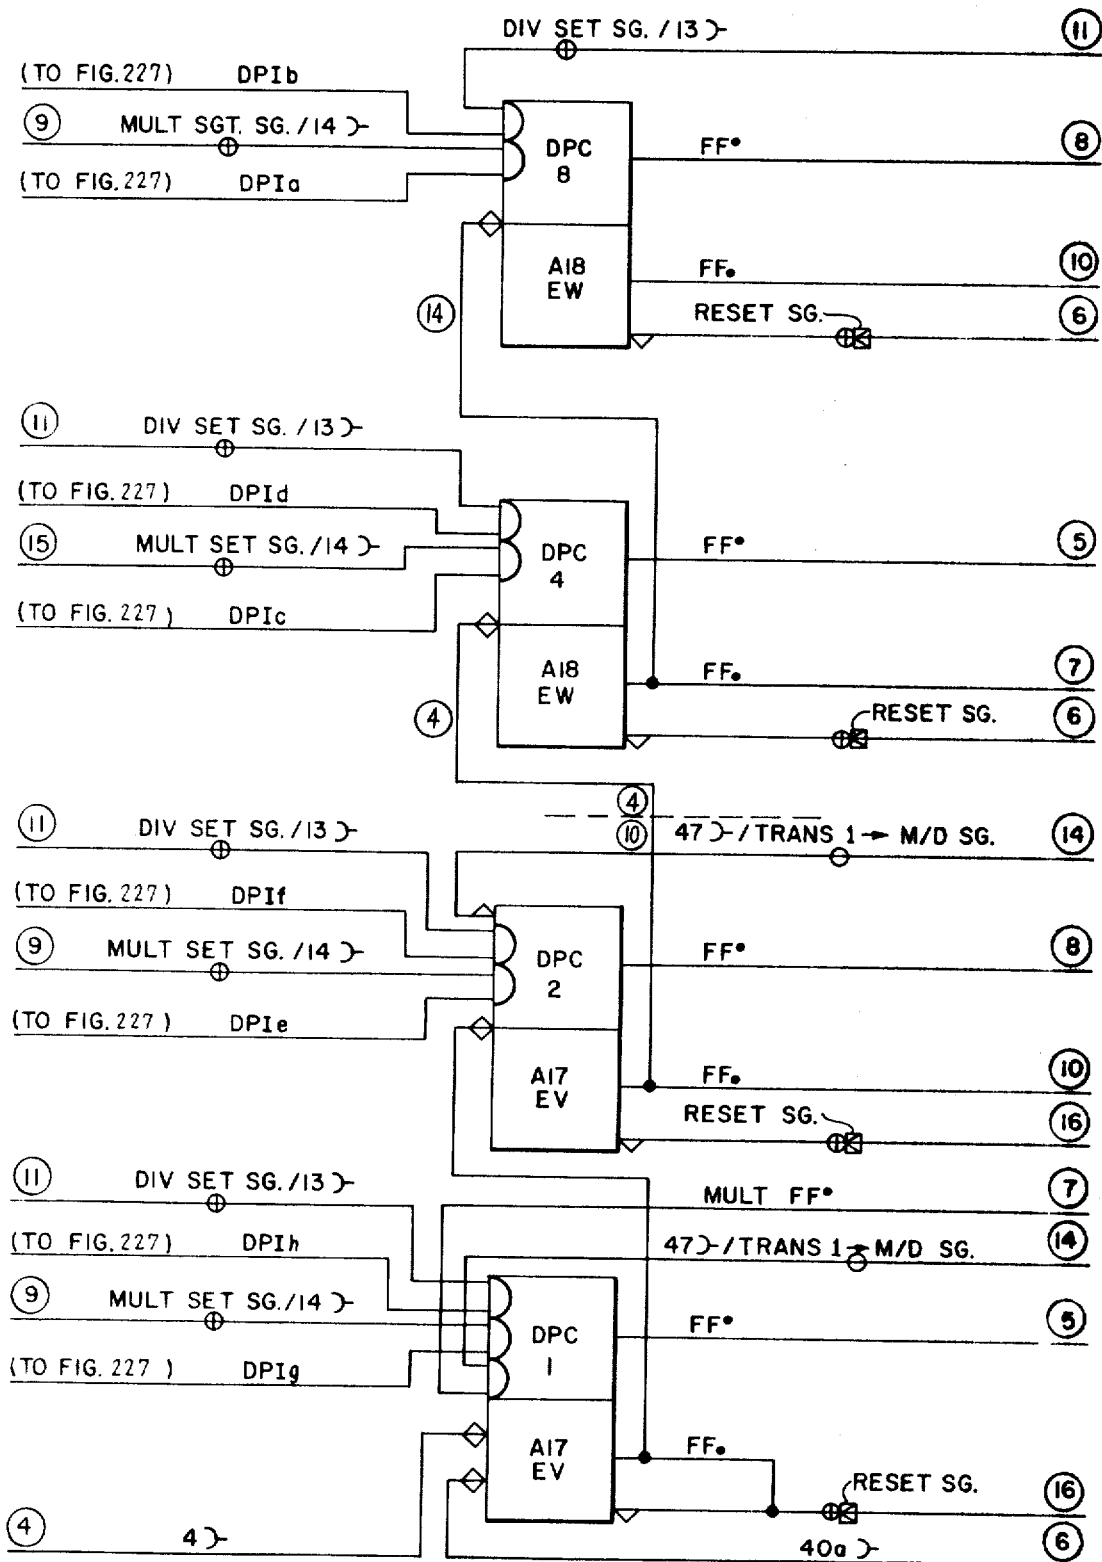 DIV SET SG. /13 11
(TO FIG. 227) DPIb
9 MULT SGT. SG. /14
(TO FIG. 227) DPIa
DPC
8
FF• 8
A18
EW
FF. 10
RESET SG. 6
14
11 DIV SET SG. /13
(TO FIG. 227) DPId
15 MULT SET SG. /14
(TO FIG. 227) DPIc
DPC
4
FF• 5
A18
EW
FF. 7
RESET SG. 6
4
4
10
11 DIV SET SG. /13
47 /TRANS 1 → M/D SG. 14
(TO FIG. 227) DPIf
9 MULT SET SG. /14
(TO FIG. 227) DPIe
DPC
2
FF• 8
A17
EV
FF. 10
RESET SG. 16
11 DIV SET SG. /13
MULT FF• 7
(TO FIG. 227) DPIh
47 /TRANS 1 → M/D SG. 14
9 MULT SET SG. /14
(TO FIG. 227) DPIg
DPC
1
FF• 5
A17
EV
FF.
RESET SG. 16
4 4
40a 6